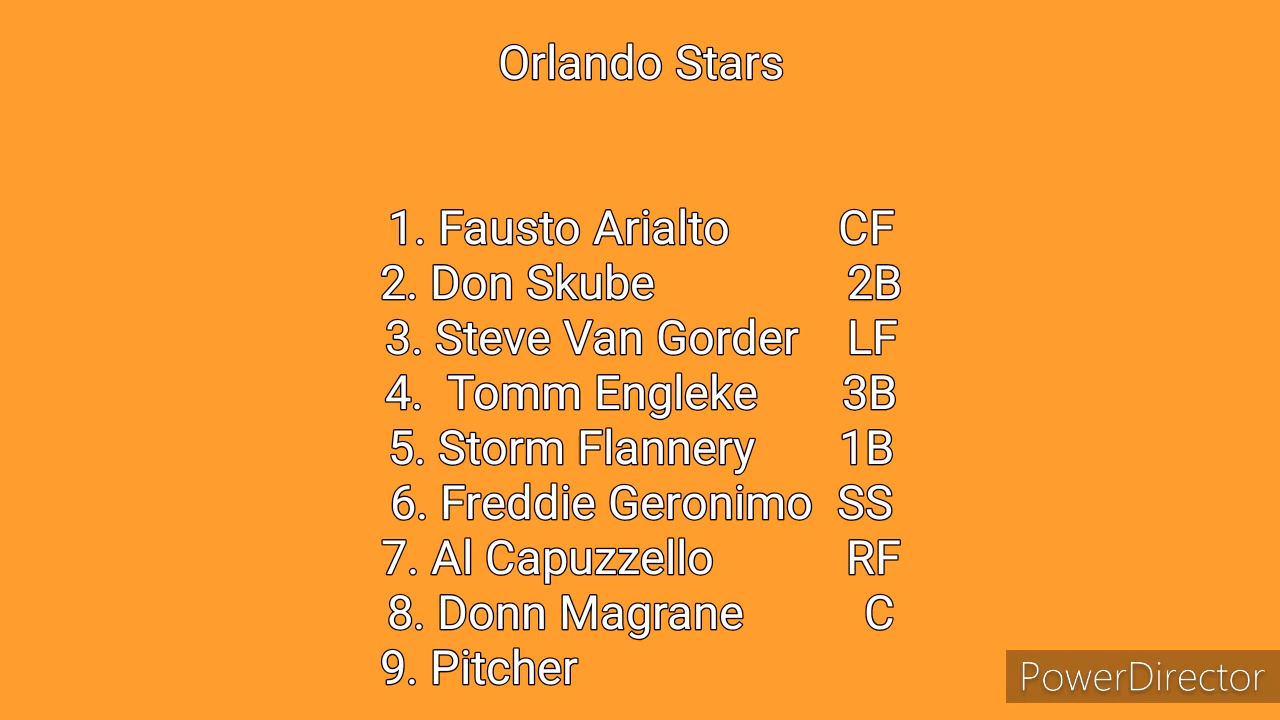 Orlando Stars
1. Fausto Arialto CF
2. Don Skube 2B
3. Steve Van Gorder LF
4. Tomm Engleke 3B
5. Storm Flannery 1B
6. Freddie Geronimo SS
7. Al Capuzzello RF
8. Donn Magrane C
9. Pitcher
PowerDirector